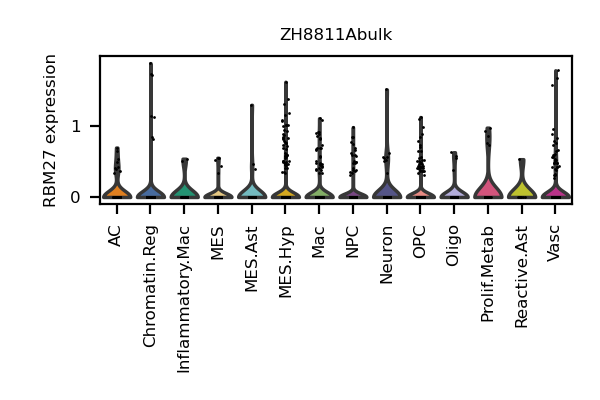 ZH8811Abulk
RBM27 expression
1
0
AC
Chromatin.Reg
Inflammatory.Mac
MES
MES.Ast
MES.Hyp
Mac
NPC
Neuron
OPC
Oligo
Prolif.Metab
Reactive.Ast
Vasc